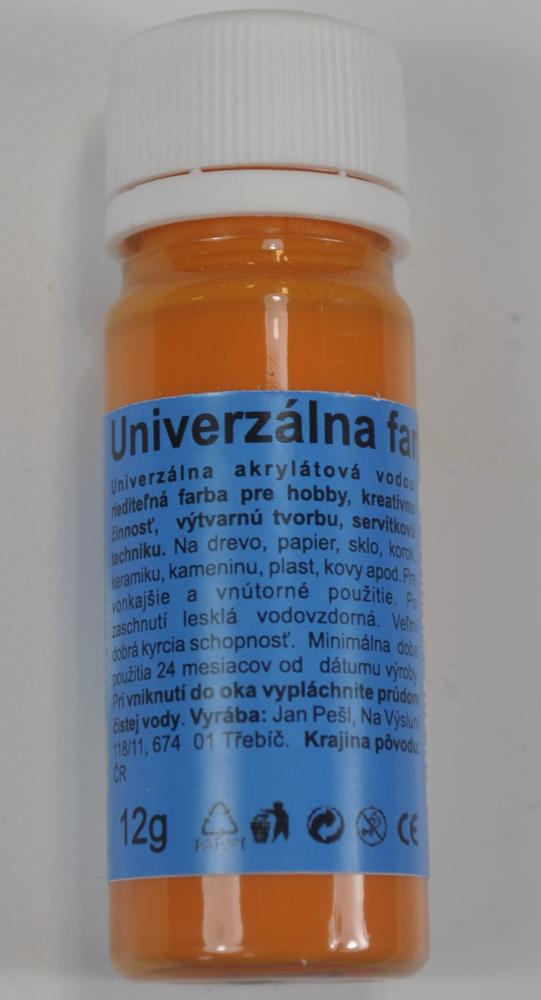 Univerzálna far
Univerzálna akrylátová vodou
riediteľná farba pre hobby, kreatívnu
činnosť, výtvarnú tvorbu, servítkovú
techniku. Na drevo, papier, sklo, korok,
keramiku, kameninu, plast, kovy apod. Pre
vonkajšie a vnútorné použitie. Po
zaschnutí lesklá vodovzdorná. Veľmi
dobrá kyrcia schopnosť. Minimálna doba
použitia 24 mesiacov od dátumu výroby.
Pri vniknutí do oka vypláchnite prúdom
čistej vody. Vyrába: Jan Pešl, Na Výsluní
118/11, 674 01 Třebíč. Krajina pôvodu:
ČR
12g
CE